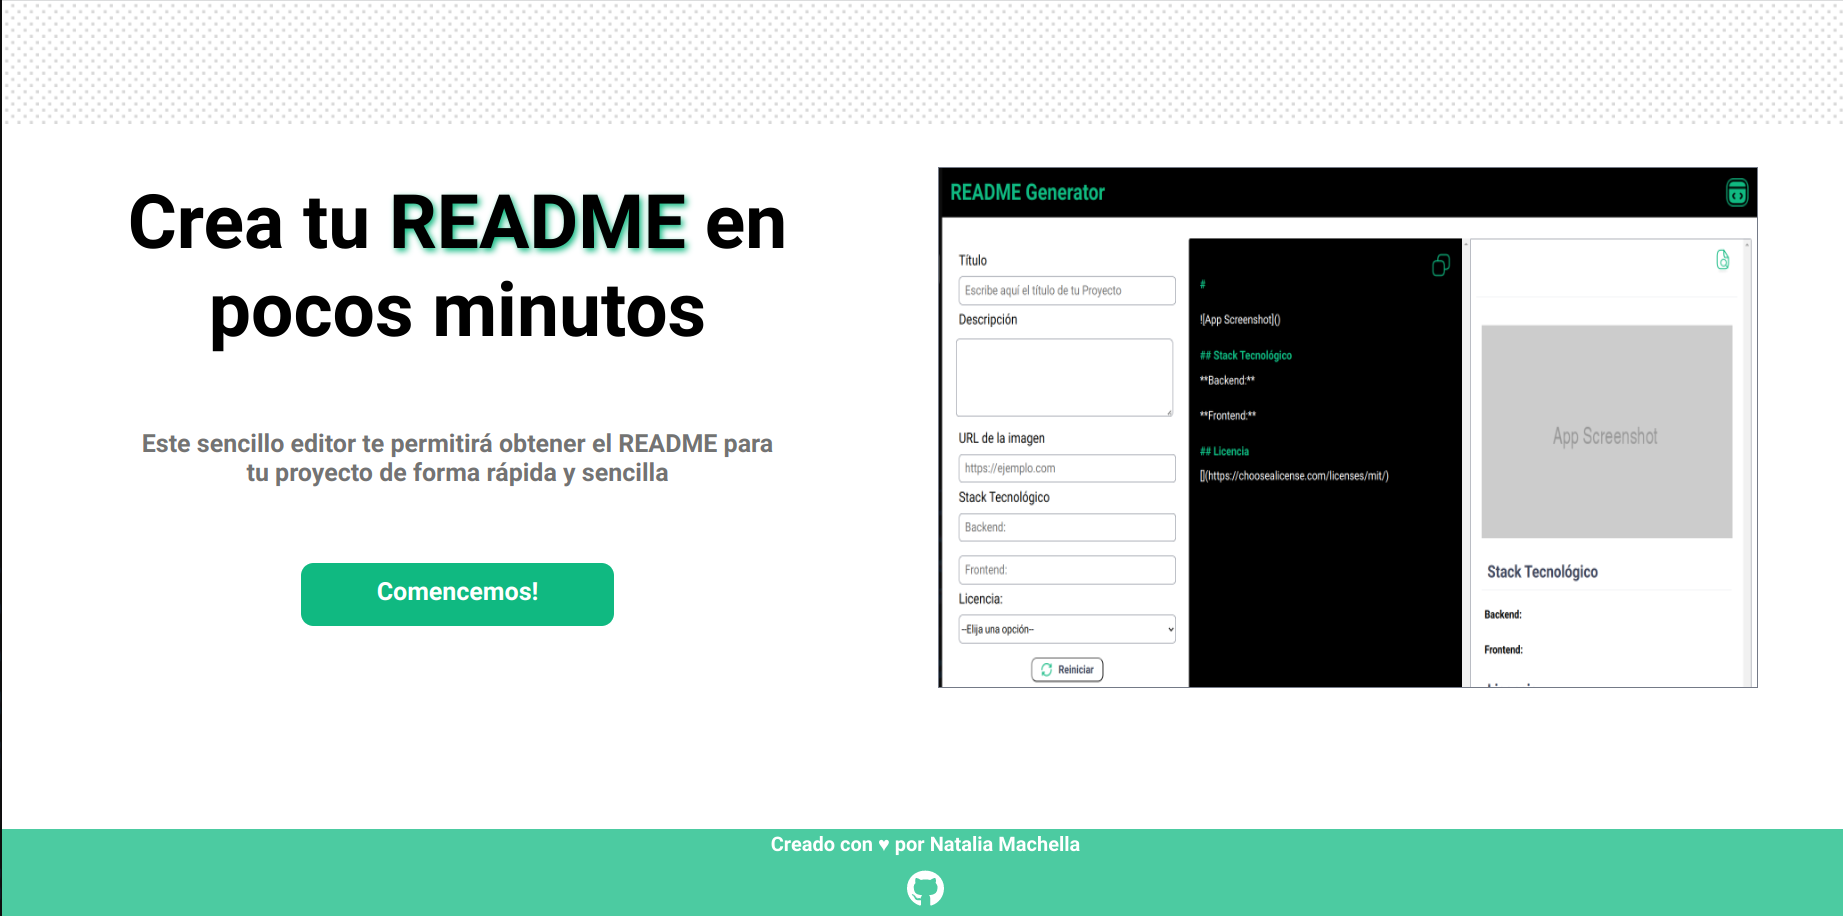 Crea tu README en
pocos minutos
Este sencillo editor te permitirá obtener el README para
tu proyecto de forma rápida y sencilla
Comencemos!
README Generator
Título
Escribe aquí el título de tu Proyecto
Descripción
URL de la imagen
https://ejemplo.com
Stack Tecnológico
Backend:
Frontend:
Licencia:
--Elija una opción--
Reiniciar
#
![App Screenshot]()
## Stack Tecnológico
**Backend:**
**Frontend:**
## Licencia
[](https://choosealicense.com/licenses/mit/)
App Screenshot
Stack Tecnológico
Backend:
Frontend:
Creado con ♥ por Natalia Machella